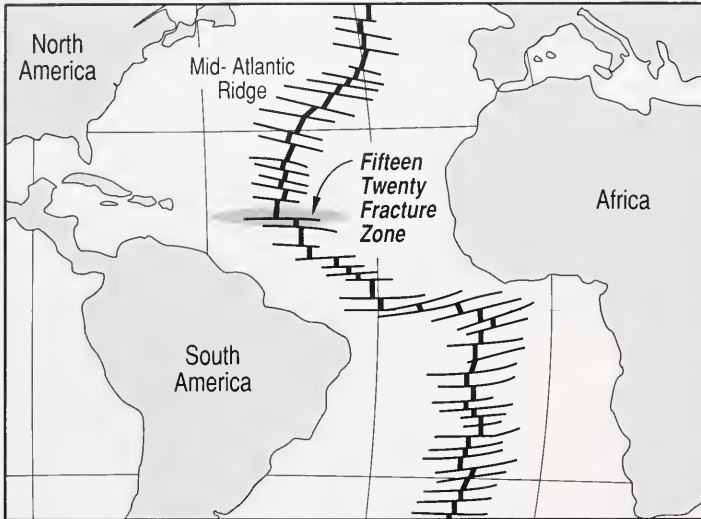 North
America
Mid- Atlantic
Ridge
Fifteen
Twenty
Fracture
Zone
Africa
South
America